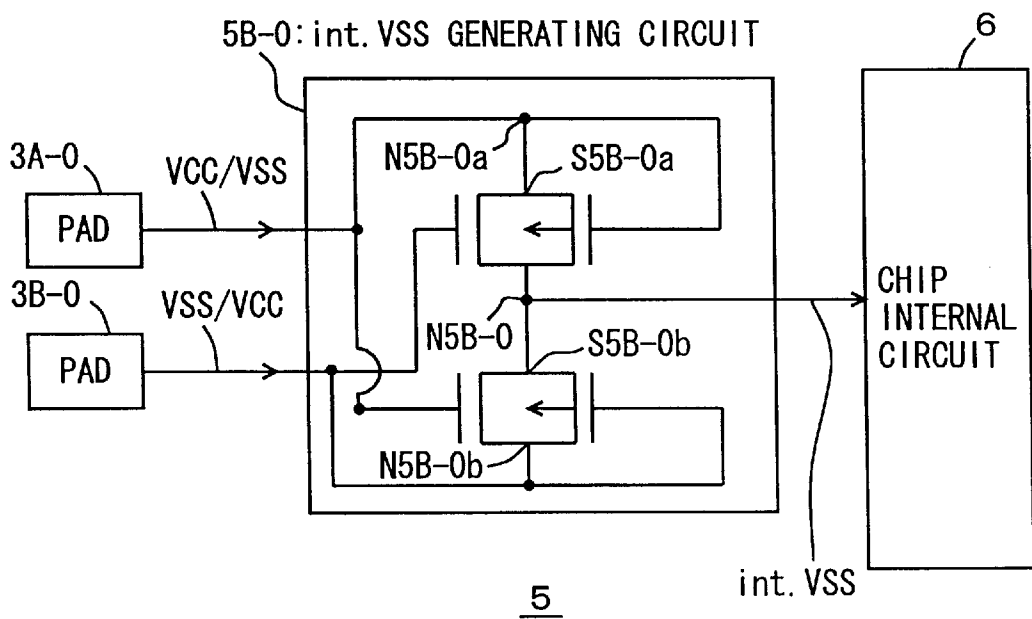 5B-0:int.VSS GENERATING CIRCUIT
6
3A-0
VCC/VSS
PAD
N5B-0a
S5B-0a
3B-0
VSS/VCC
PAD
N5B-0
S5B-0b
N5B-0b
CHIP
INTERNAL
CIRCUIT
int.VSS
5